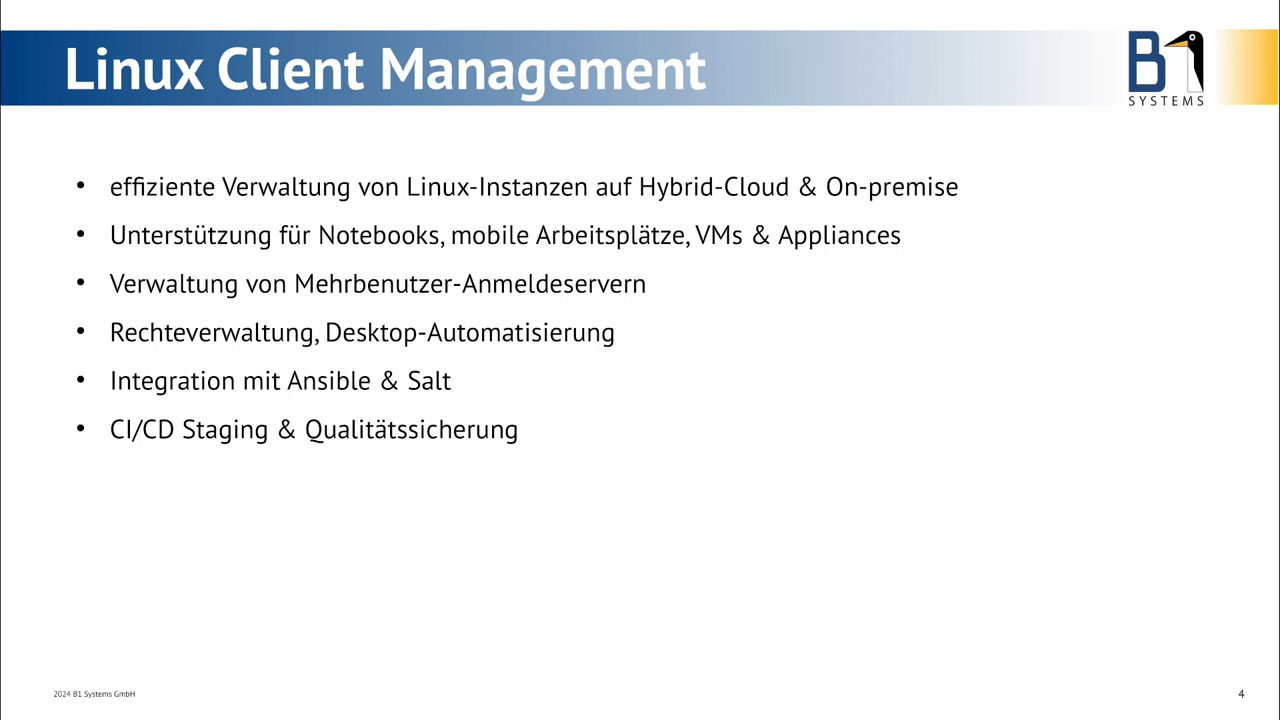 Linux Client Management
B1
SYSTEMS
• effiziente Verwaltung von Linux-Instanzen auf Hybrid-Cloud & On-premise
• Unterstützung für Notebooks, mobile Arbeitsplätze, VMs & Appliances
• Verwaltung von Mehrbenutzer-Anmeldeservern
• Rechteverwaltung, Desktop-Automatisierung
• Integration mit Ansible & Salt
• CI/CD Staging & Qualitätssicherung
2024 B1 Systems GmbH
4